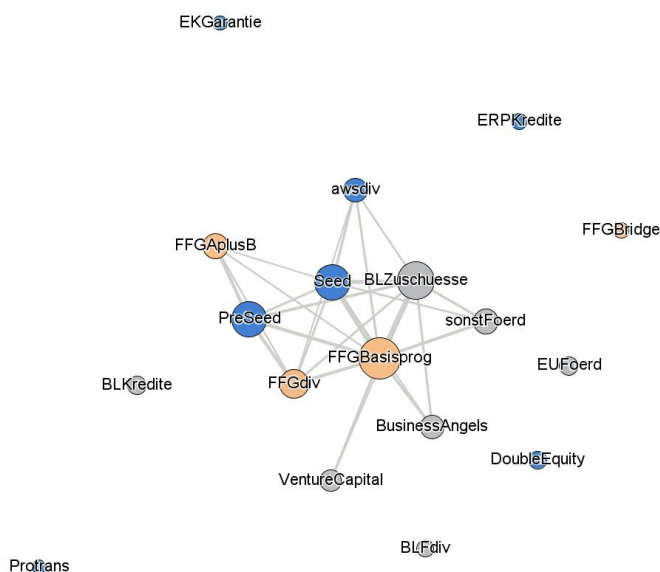 EKGarantie
ERPKredite
awsdiv
FFGBridge
FFGAplusB
Seed
BLZuschuesse
PreSeed
sonstFoerd
FFGBasisprog
EUFoerd
FFGdiv
BLKredite
BusinessAngels
DoubleEquity
VentureCapital
BLFdiv
Protrans